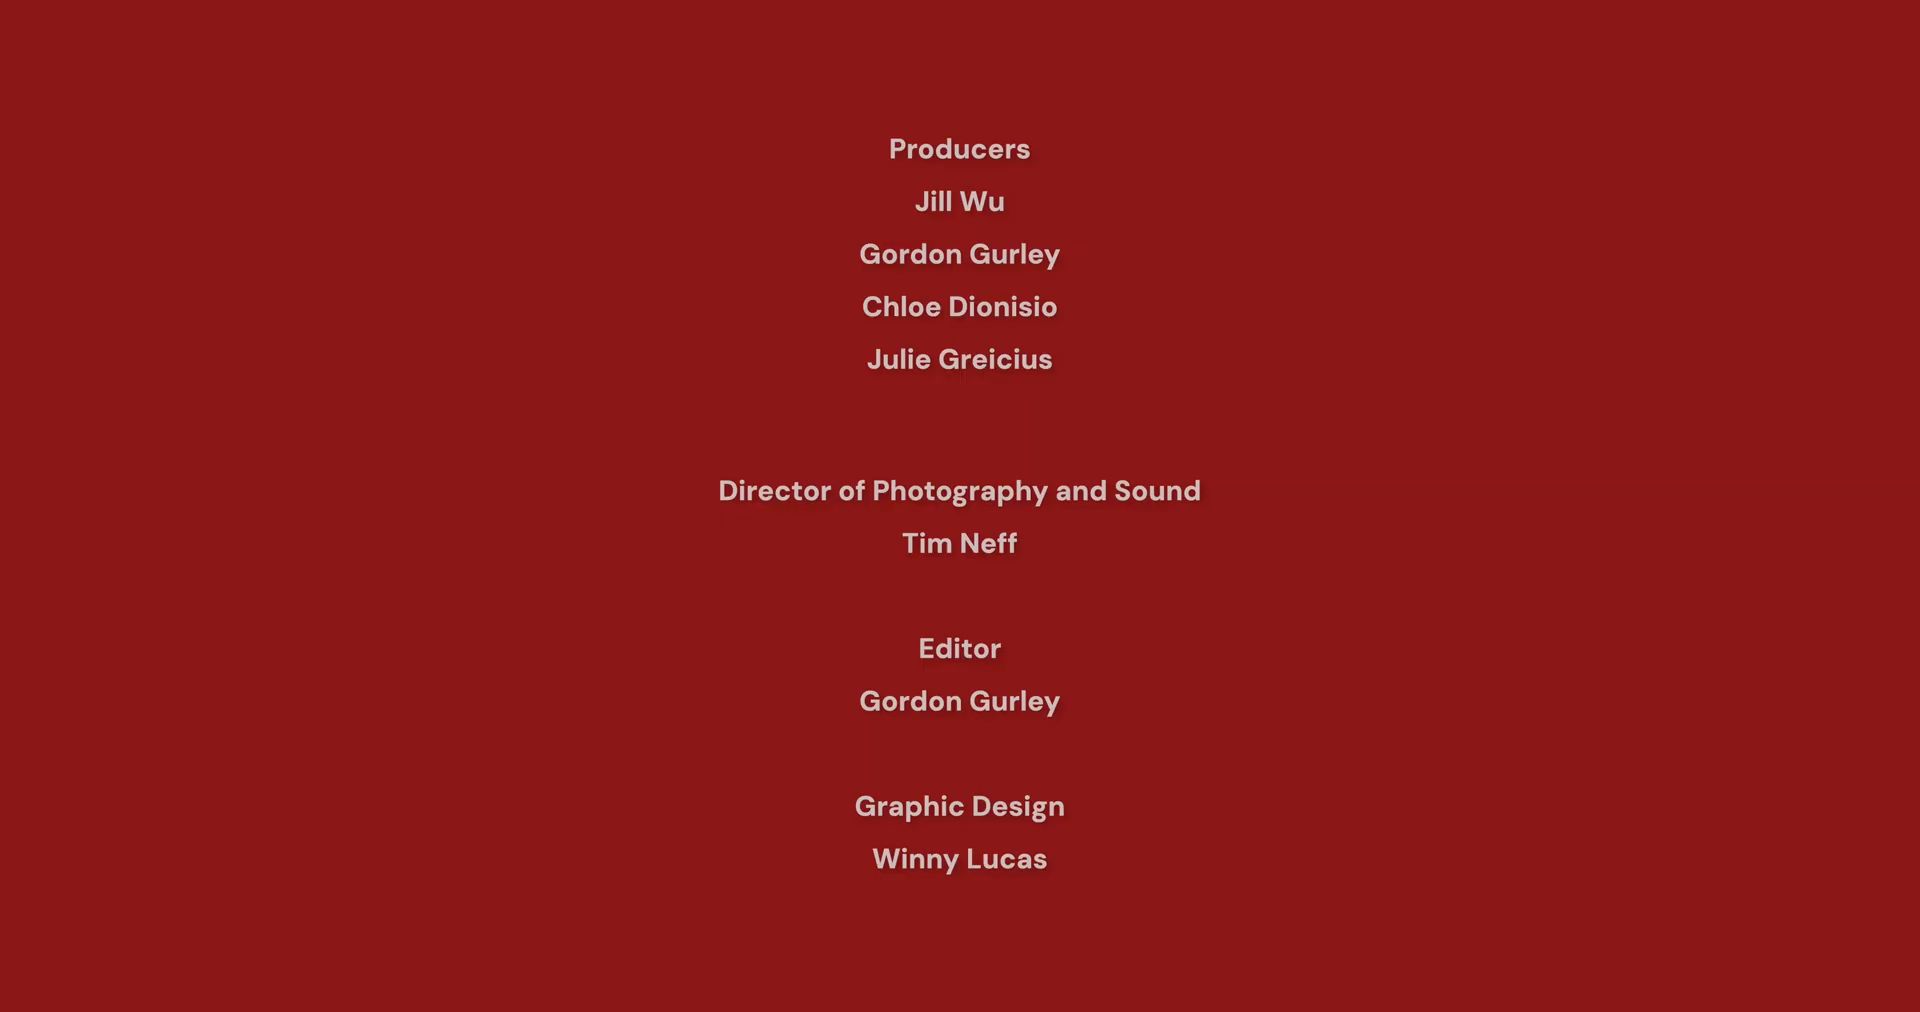 Producers
Jill Wu
Gordon Gurley
Chloe Dionisio
Julie Greicius
Director of Photography and Sound
Tim Neff
Editor
Gordon Gurley
Graphic Design
Winny Lucas